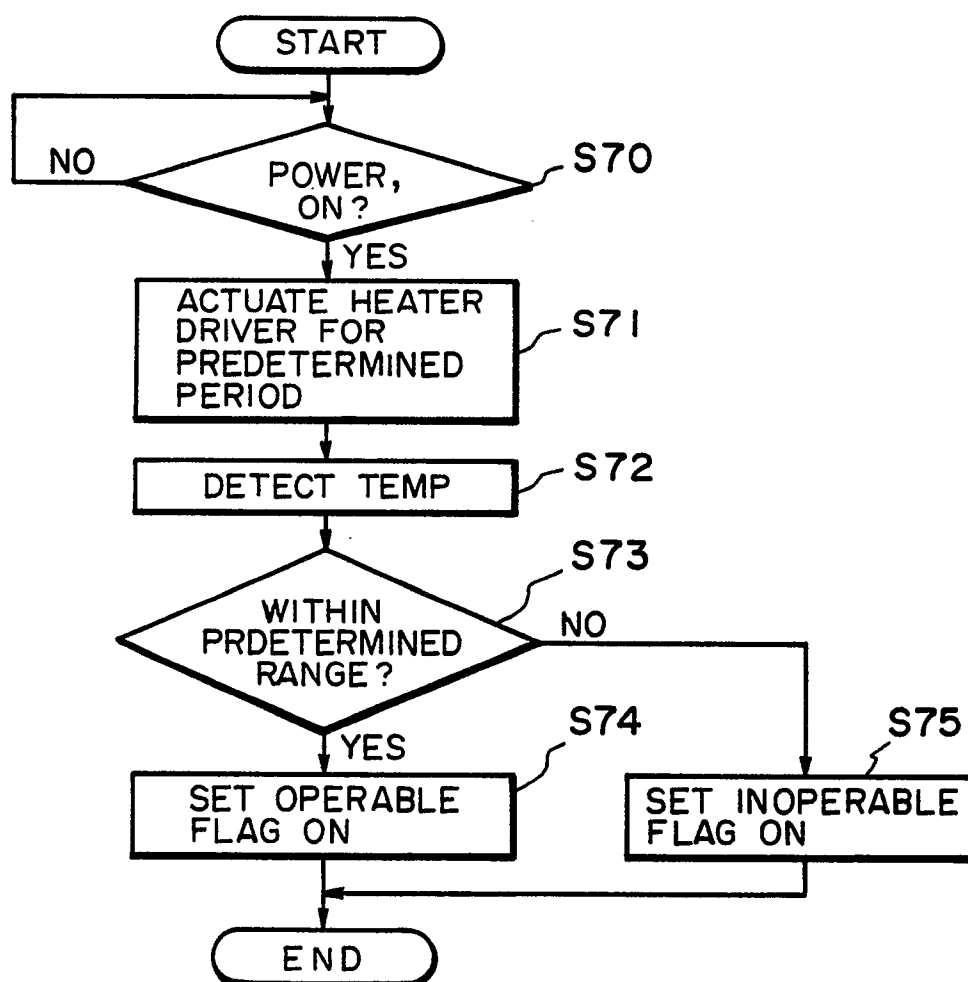 START
NO
POWER,
ON?
S70
YES
ACTUATE HEATER
DRIVER FOR
PREDETERMINED
PERIOD
S71
DETECT TEMP
S72
WITHIN
PRDETERMINED
RANGE?
S73
NO
YES
SET OPERABLE
FLAG ON
S74
SET INOPERABLE
FLAG ON
S75
END